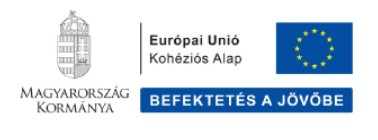 Európai Unió
Kohéziós Alap
MAGYARORSZÁG
KORMÁNYA
BEFEKTETÉS A JÖVŐBE